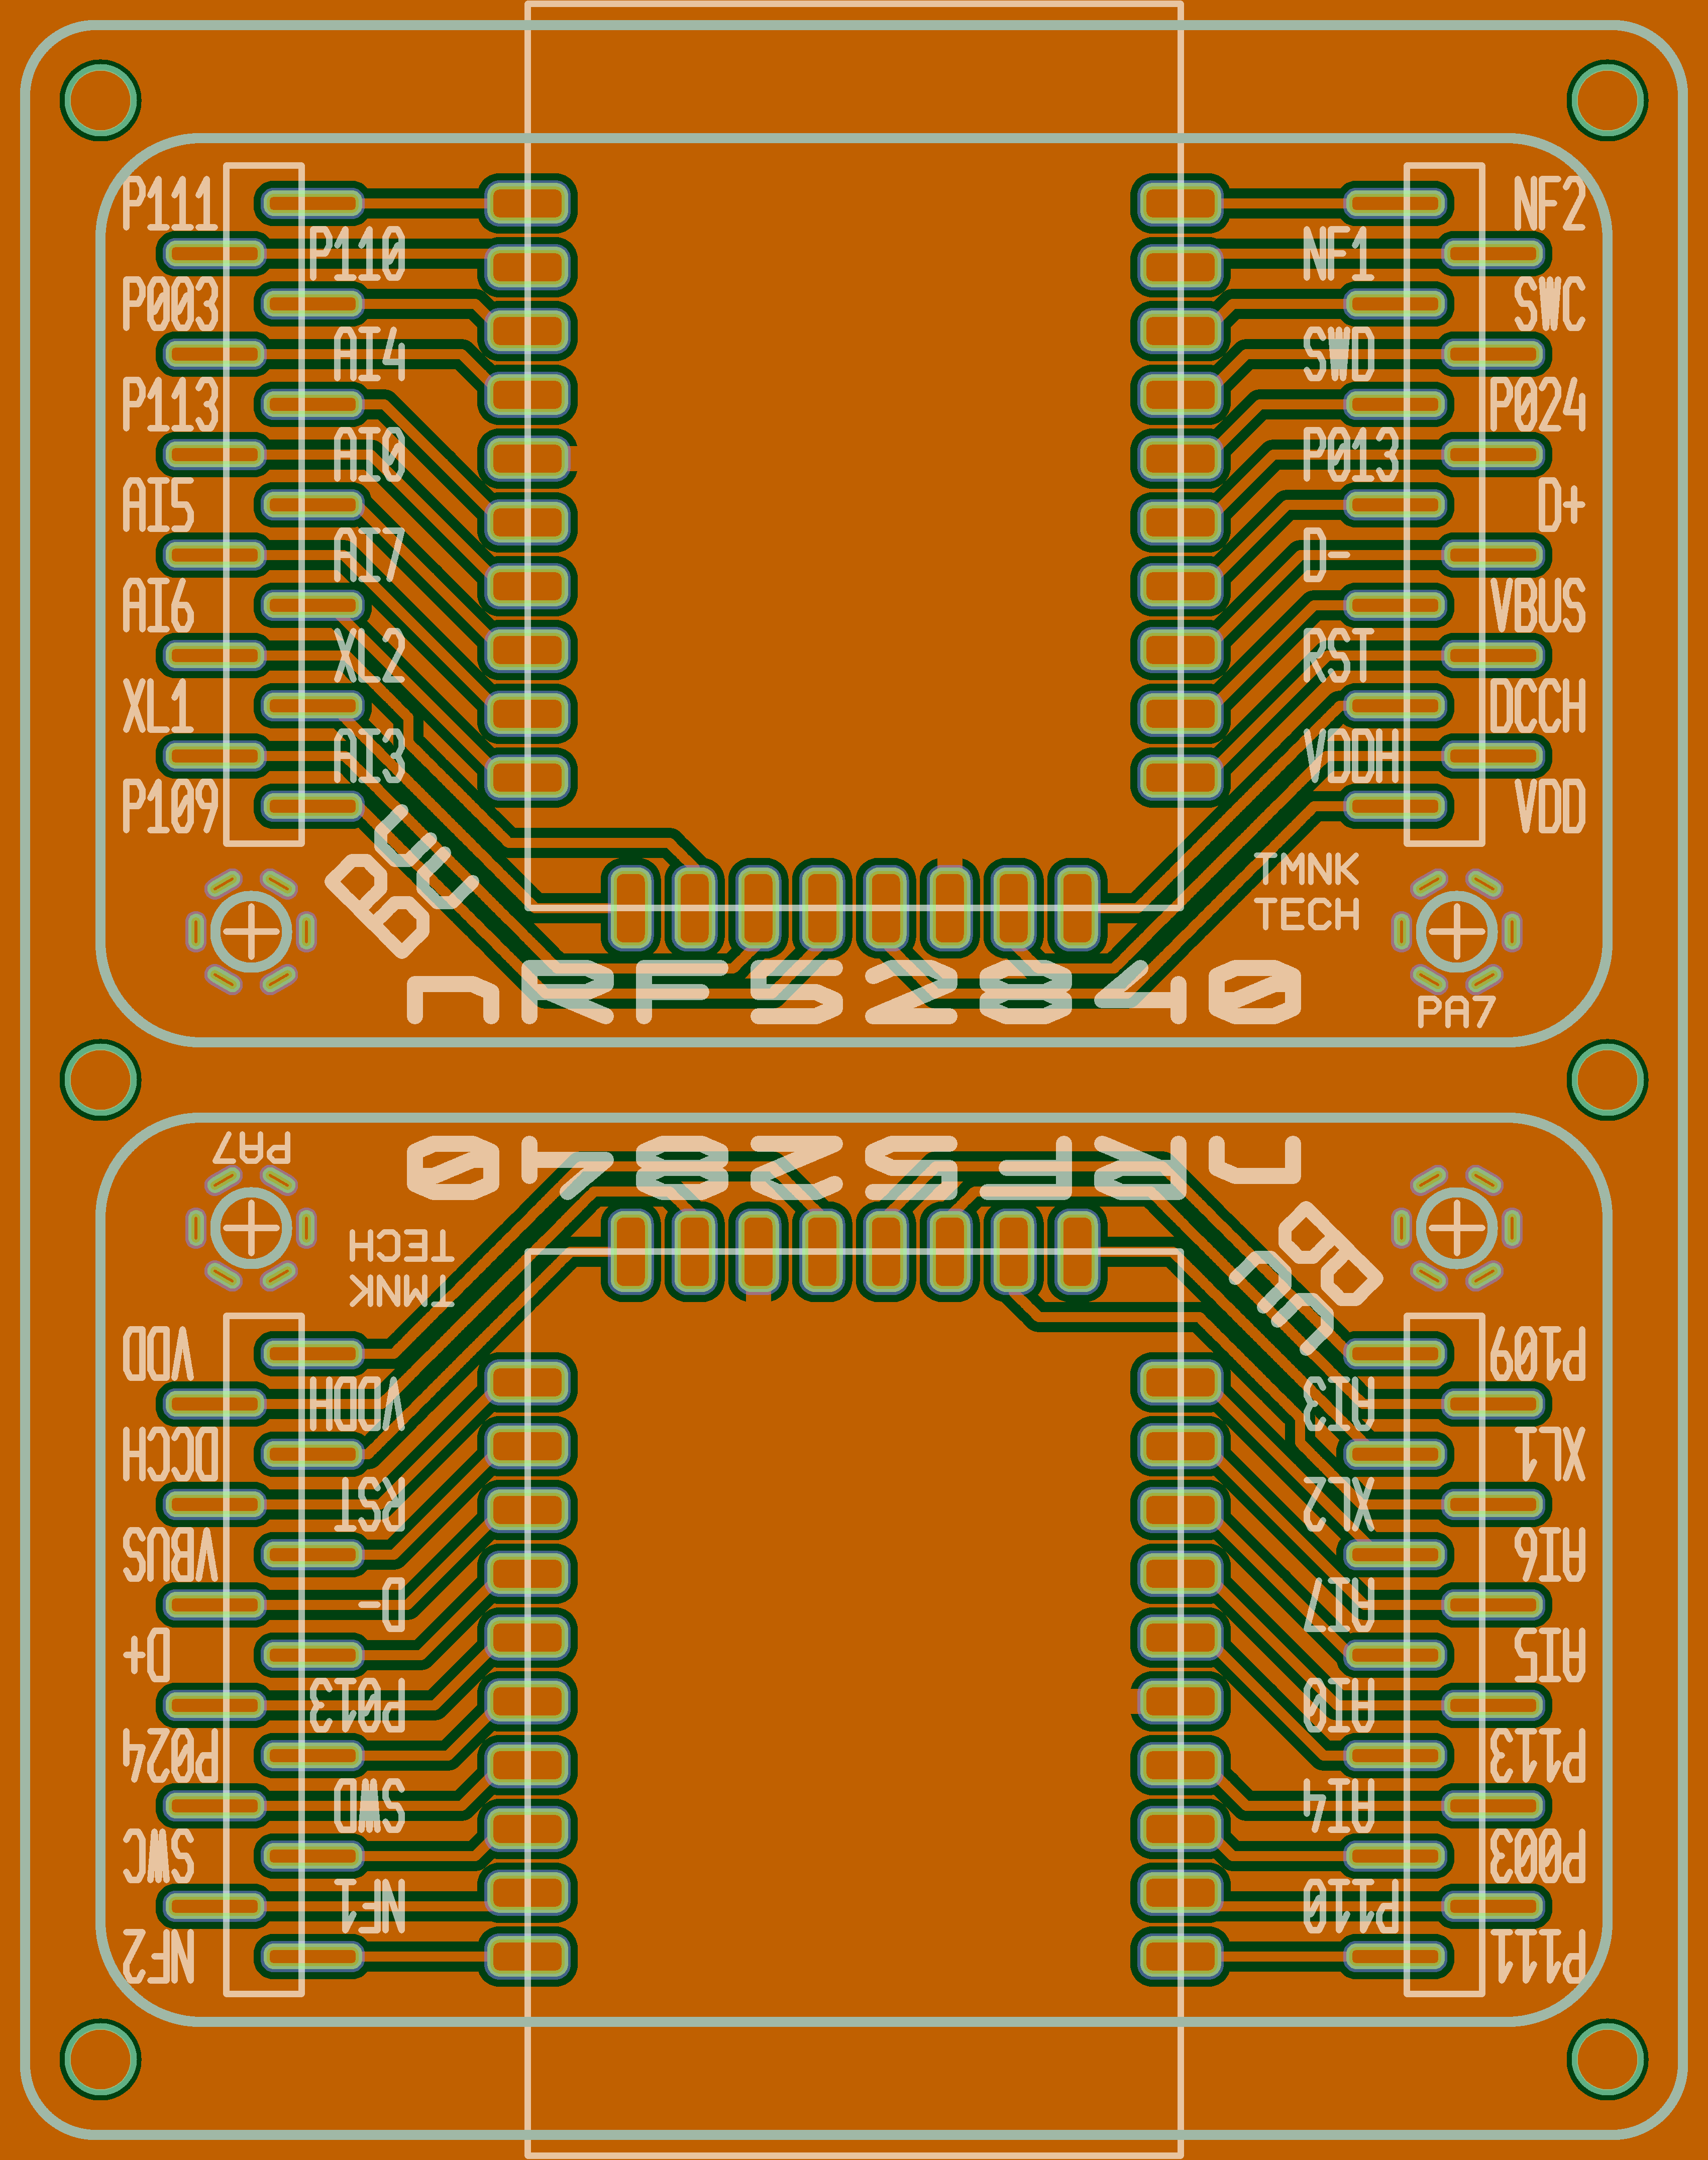 P111
NF2
P110
NF1
P003
SWC
AI4
SWD
P113
P024
AI0
P013
AI5
D+
AI7
D-
AI6
VBUS
XL2
RST
XL1
DCCH
AI3
VDDH
P109
VDD
BLE
TMNK
TECH
nRF52840
PA7
PA7
nRF52840
TMNK
TECH
BLE
VDD
P109
VDDH
AI3
DCCH
XL1
RST
XL2
VBUS
AI6
D-
AI7
D+
AI5
P013
AI0
P024
P113
SWD
AI4
SWC
P003
NF1
P110
NF2
P111